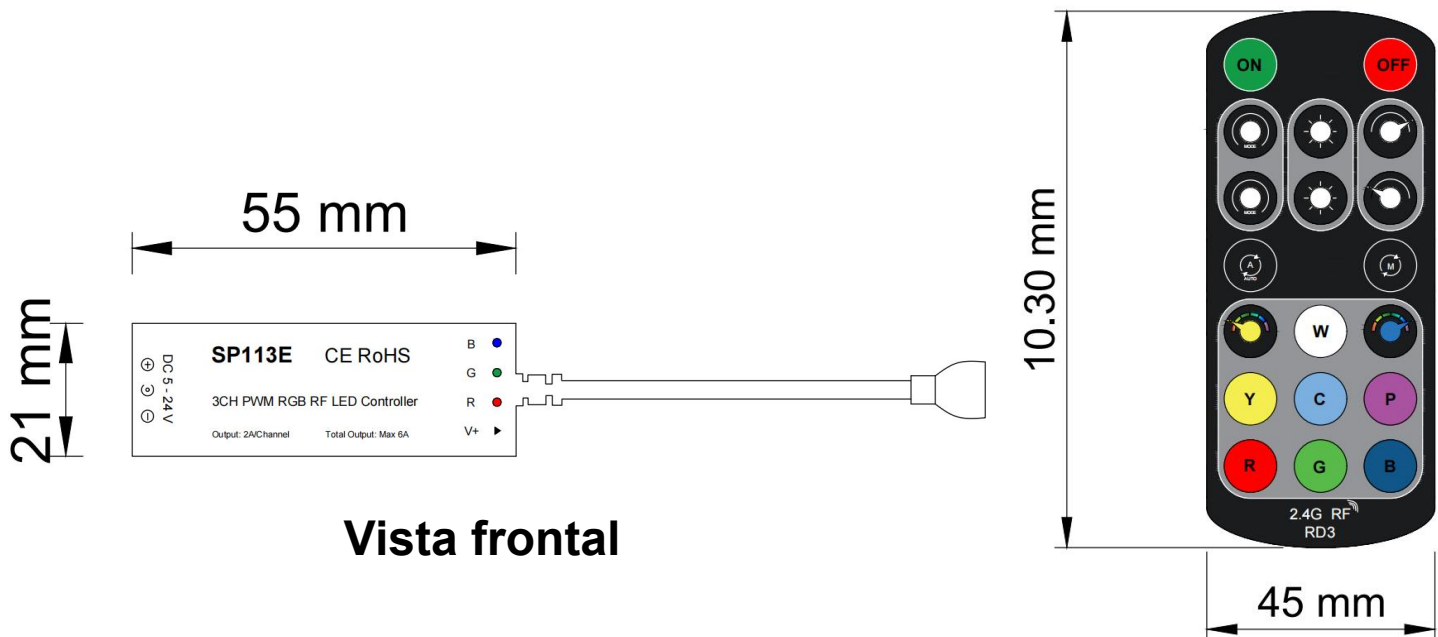 55 mm
21 mm
DC 5 - 24 V
SP113E CE RoHS
3CH PWM RGB RF LED Controller
Output: 2A/Channel Total Output: Max 6A
B
G
R
V+
Vista frontal
10.30 mm
ON OFF
MODE
MODE
A M
AUTO
W
Y C P
R G B
2.4G RF
RD3
45 mm